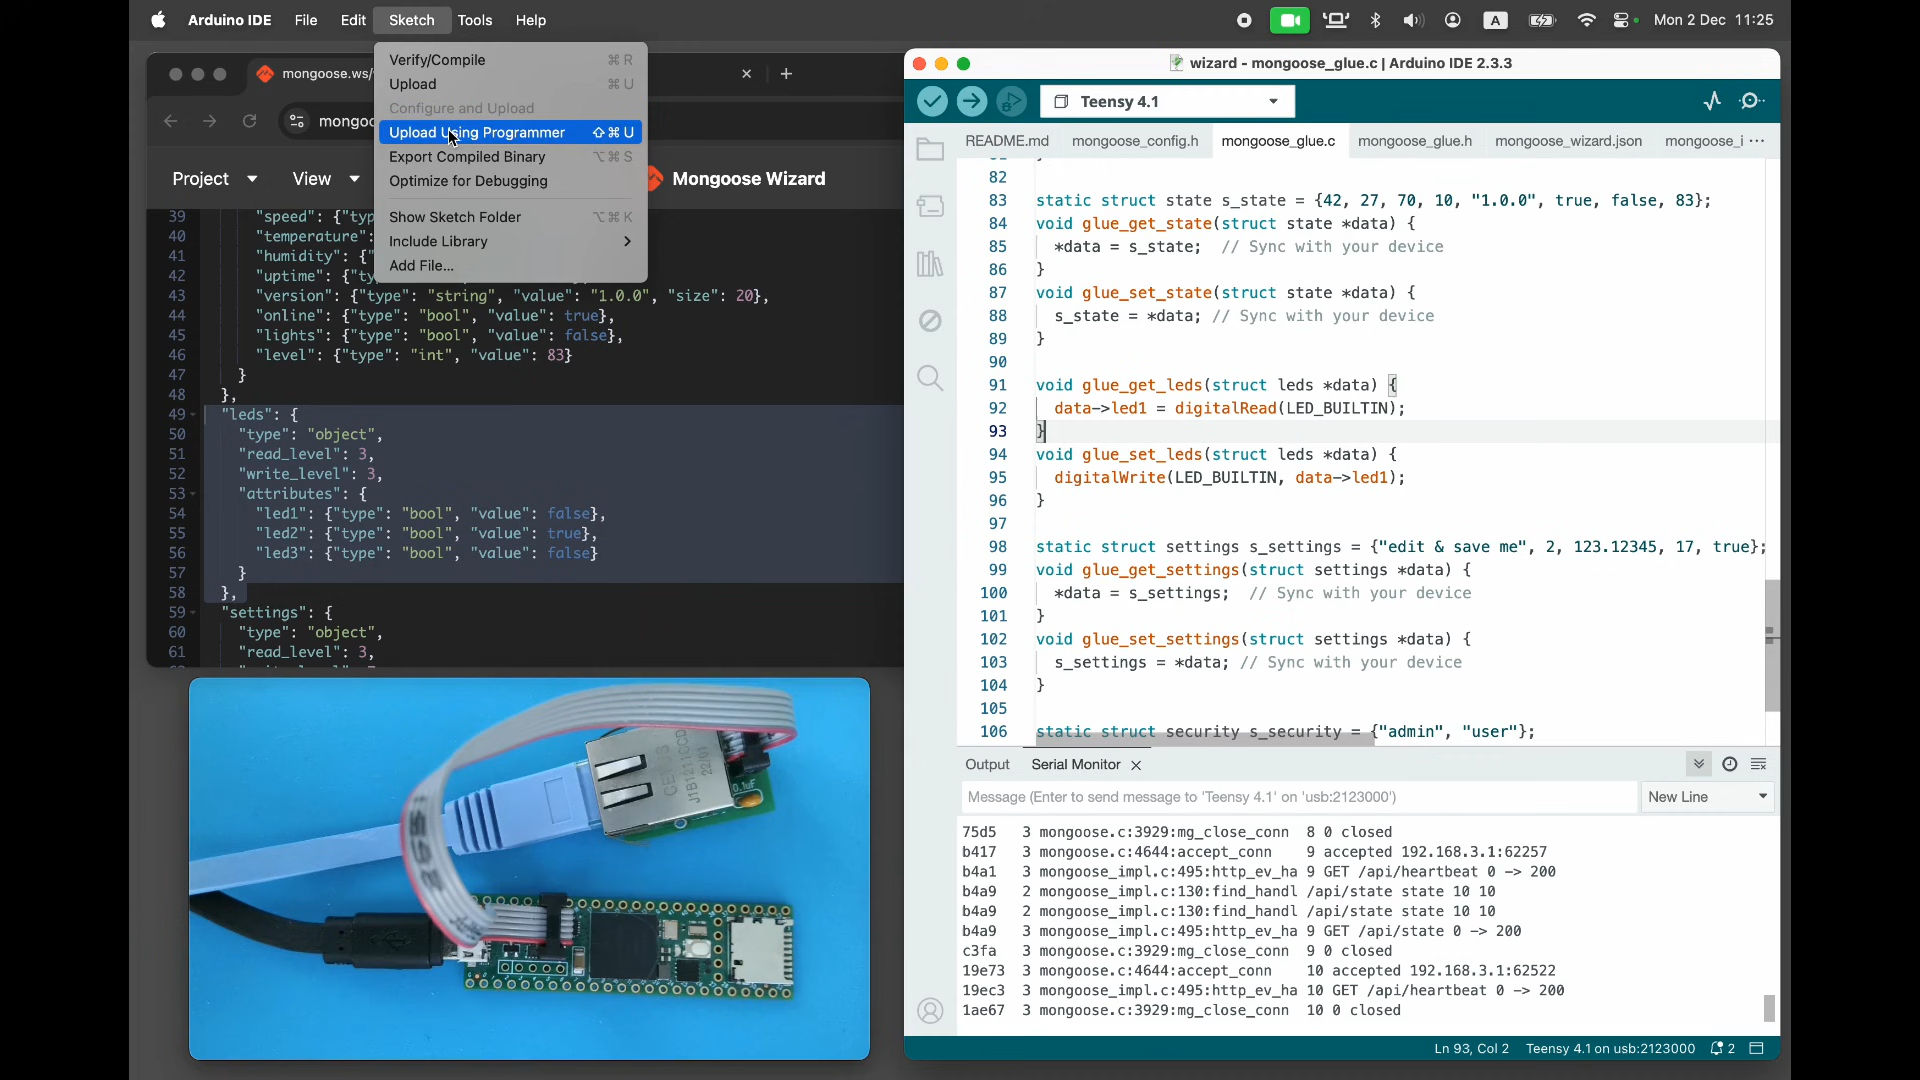 Arduino IDE File Edit Sketch Tools Help
A Mon 2 Dec 11:25
Verify/Compile ⌘ R
Upload ⌘ U
Configure and Upload
Upload Using Programmer ⇧ ⌘ U
Export Compiled Binary ⌥ ⌘ S
Optimize for Debugging
Show Sketch Folder ⌥ ⌘ K
Include Library
Add File...
mongoose.ws/
mongoo
Project View Mongoose Wizard
39 "speed": {"typ
40 "temperature":
41 "humidity": {"
42 "uptime": {"ty
43 "version": {"type": "string", "value": "1.0.0", "size": 20},
44 "online": {"type": "bool", "value": true},
45 "lights": {"type": "bool", "value": false},
46 "level": {"type": "int", "value": 83}
47 }
48 },
49 "leds": {
50 "type": "object",
51 "read_level": 3,
52 "write_level": 3,
53 "attributes": {
54 "led1": {"type": "bool", "value": false},
55 "led2": {"type": "bool", "value": true},
56 "led3": {"type": "bool", "value": false}
57 }
58 },
59 "settings": {
60 "type": "object",
61 "read_level": 3,
wizard - mongoose_glue.c | Arduino IDE 2.3.3
Teensy 4.1
README.md mongoose_config.h mongoose_glue.c mongoose_glue.h mongoose_wizard.json mongoose_i ···
82
83 static struct state s_state = {42, 27, 70, 10, "1.0.0", true, false, 83};
84 void glue_get_state(struct state *data) {
85 *data = s_state; // Sync with your device
86 }
87 void glue_set_state(struct state *data) {
88 s_state = *data; // Sync with your device
89 }
90
91 void glue_get_leds(struct leds *data) {
92 data->led1 = digitalRead(LED_BUILTIN);
93 }
94 void glue_set_leds(struct leds *data) {
95 digitalWrite(LED_BUILTIN, data->led1);
96 }
97
98 static struct settings s_settings = {"edit & save me", 2, 123.12345, 17, true};
99 void glue_get_settings(struct settings *data) {
100 *data = s_settings; // Sync with your device
101 }
102 void glue_set_settings(struct settings *data) {
103 s_settings = *data; // Sync with your device
104 }
105
106 static struct security s_security = {"admin", "user"};
Output Serial Monitor
Message (Enter to send message to 'Teensy 4.1' on 'usb:2123000') New Line
75d5 3 mongoose.c:3929:mg_close_conn 8 0 closed
b417 3 mongoose.c:4644:accept_conn 9 accepted 192.168.3.1:62257
b4a1 3 mongoose_impl.c:495:http_ev_ha 9 GET /api/heartbeat 0 -> 200
b4a9 2 mongoose_impl.c:130:find_handl /api/state state 10 10
b4a9 2 mongoose_impl.c:130:find_handl /api/state state 10 10
b4a9 3 mongoose_impl.c:495:http_ev_ha 9 GET /api/state 0 -> 200
c3fa 3 mongoose.c:3929:mg_close_conn 9 0 closed
19e73 3 mongoose.c:4644:accept_conn 10 accepted 192.168.3.1:62522
19ec3 3 mongoose_impl.c:495:http_ev_ha 10 GET /api/heartbeat 0 -> 200
1ae67 3 mongoose.c:3929:mg_close_conn 10 0 closed
Ln 93, Col 2 Teensy 4.1 on usb:2123000 2
0.1uF